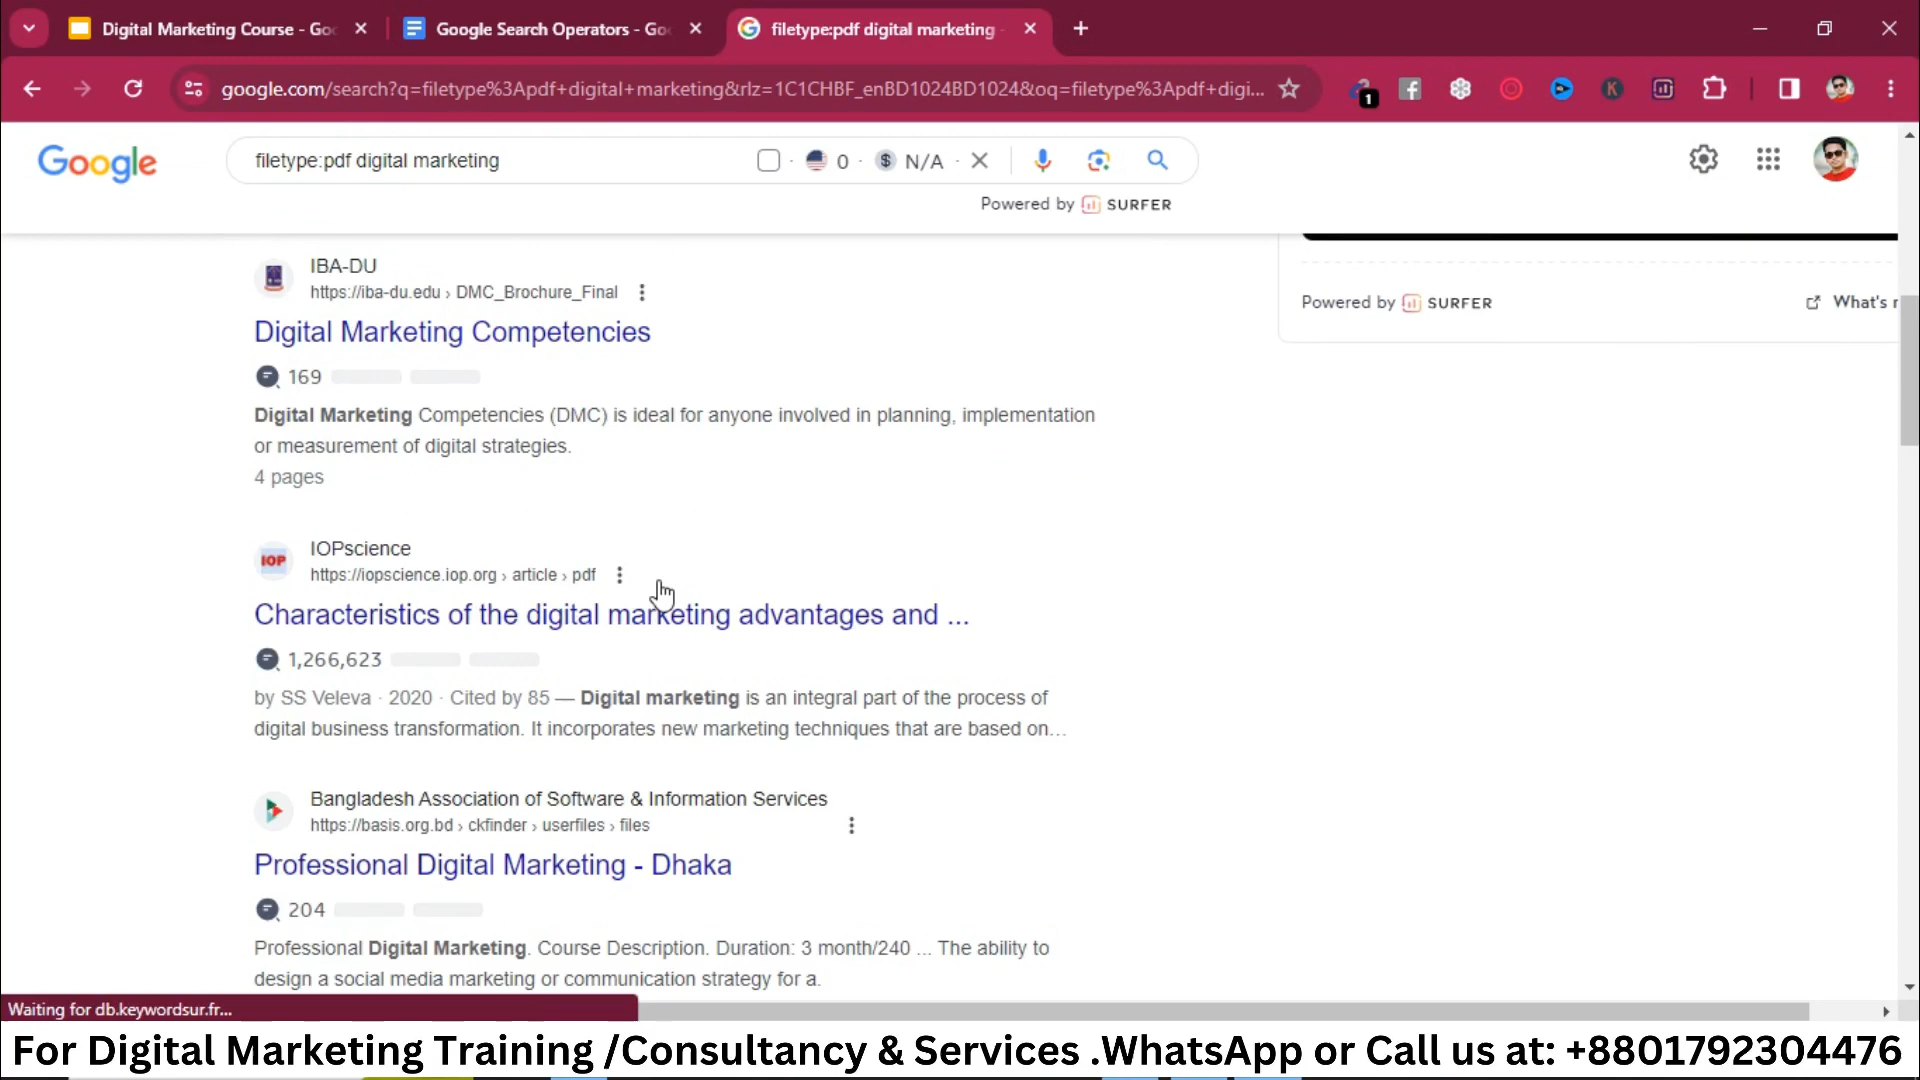 Digital Marketing Course - Goo
Google Search Operators - Goo
filetype:pdf digital marketing -
google.com/search?q=filetype%3Apdf+digital+marketing&rlz=1C1CHBF_enBD1024BD1024&oq=filetype%3Apdf+digi...
1
K
Google
filetype:pdf digital marketing
0 · $ N/A ·
Powered by SURFER
IBA-DU
https://iba-du.edu › DMC_Brochure_Final
Digital Marketing Competencies
169
Digital Marketing Competencies (DMC) is ideal for anyone involved in planning, implementation
or measurement of digital strategies.
4 pages
Powered by SURFER
What's
IOP
IOPscience
https://iopscience.iop.org › article › pdf
Characteristics of the digital marketing advantages and ...
1,266,623
by SS Veleva · 2020 · Cited by 85 — Digital marketing is an integral part of the process of
digital business transformation. It incorporates new marketing techniques that are based on...
Bangladesh Association of Software & Information Services
https://basis.org.bd › ckfinder › userfiles › files
Professional Digital Marketing - Dhaka
204
Professional Digital Marketing. Course Description. Duration: 3 month/240 ... The ability to
design a social media marketing or communication strategy for a.
Waiting for db.keywordsur.fr...
For Digital Marketing Training /Consultancy & Services .WhatsApp or Call us at: +8801792304476